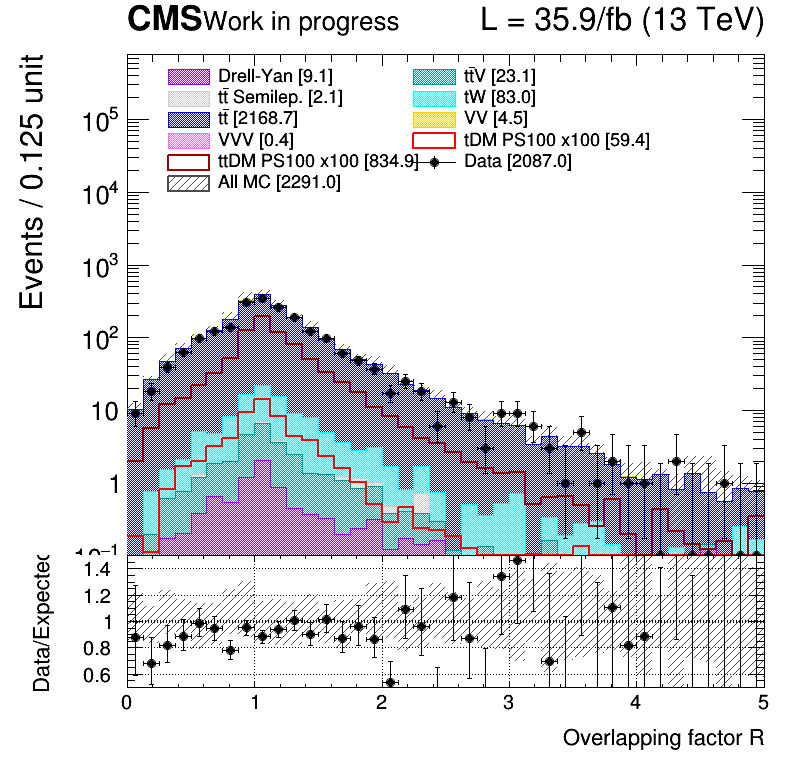 CMS Work in progress L = 35.9/fb (13 TeV)
Events / 0.125 unit
Drell-Yan [9.1] tt̄V [23.1]
tt̄ Semilep. [2.1] tW [83.0]
tt̄ [2168.7] VV [4.5]
VVV [0.4] tDM PS100 x100 [59.4]
ttDM PS100 x100 [834.9] Data [2087.0]
All MC [2291.0]
10⁵
10⁴
10³
10²
10
1
10⁻¹
Data/Expected
1.4
1.2
1
0.8
0.6
0 1 2 3 4 5
Overlapping factor R